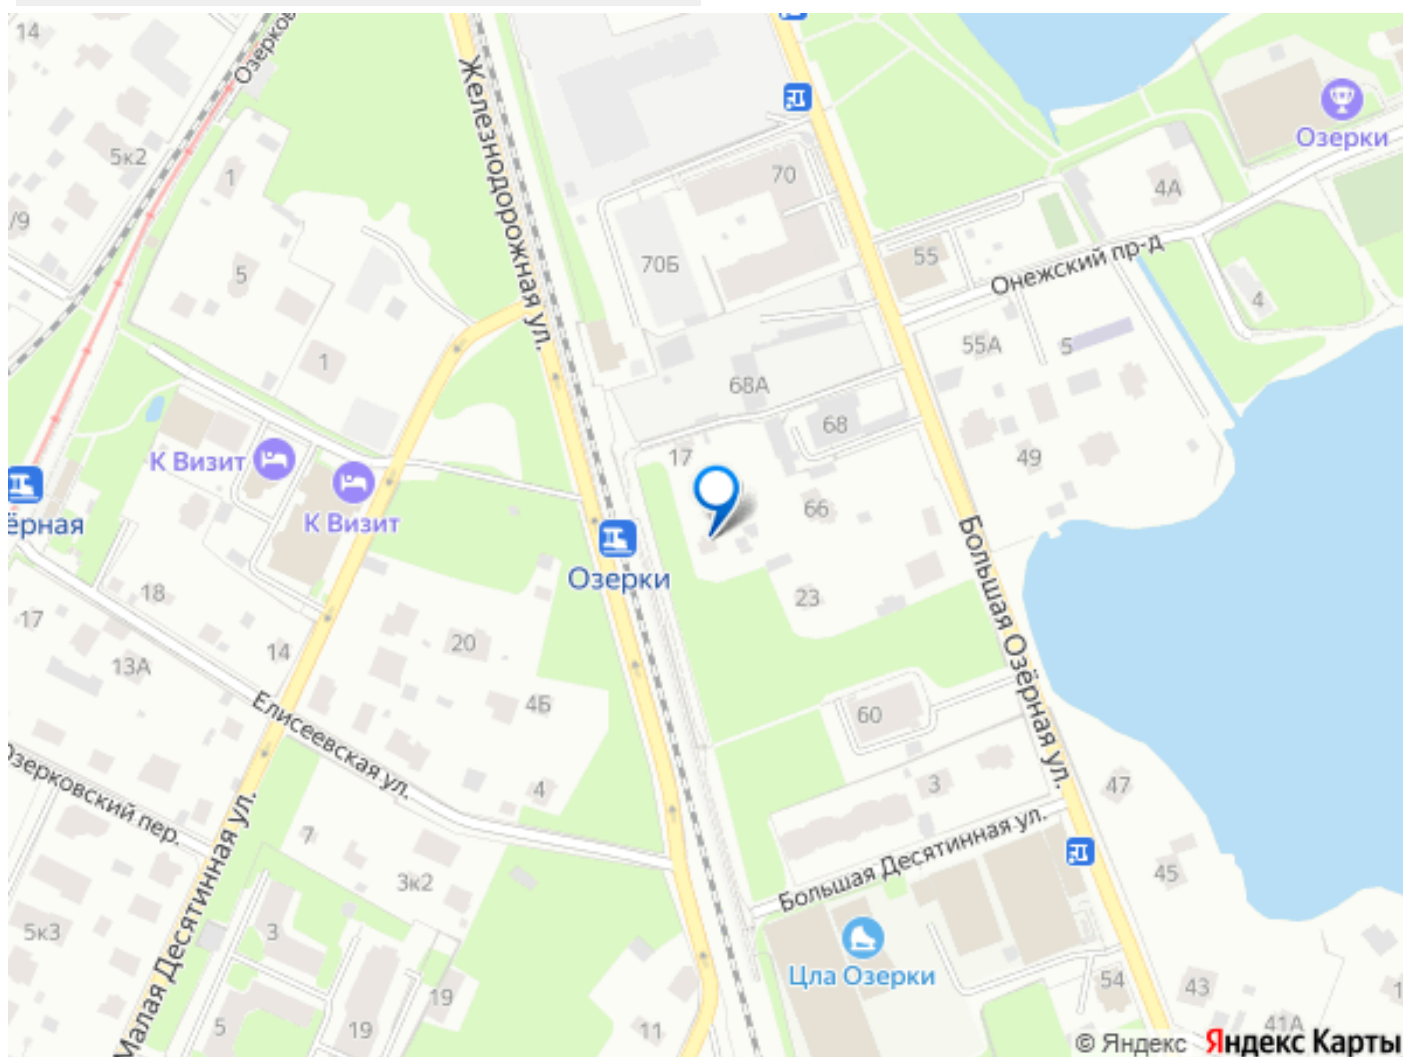 14
Озерков
Железнодорожная ул.
5к2
1
70
4А
Озерки
/9
5
70Б
55
Онежский пр-д
4
1
55А
5
68А
68
К Визит
17
49
К Визит
66
ёрная
Озерки
Большая Озёрная ул.
18
23
17
20
14
13А
4Б
60
Елисеевская ул.
3
47
4
Озерковский пер.
7
Большая Десятинная ул.
Малая Десятинная ул.
3к2
45
5к3
3
Цла Озерки
54
43
1
19
5
19
11
41А
© Яндекс Яндекс Карты